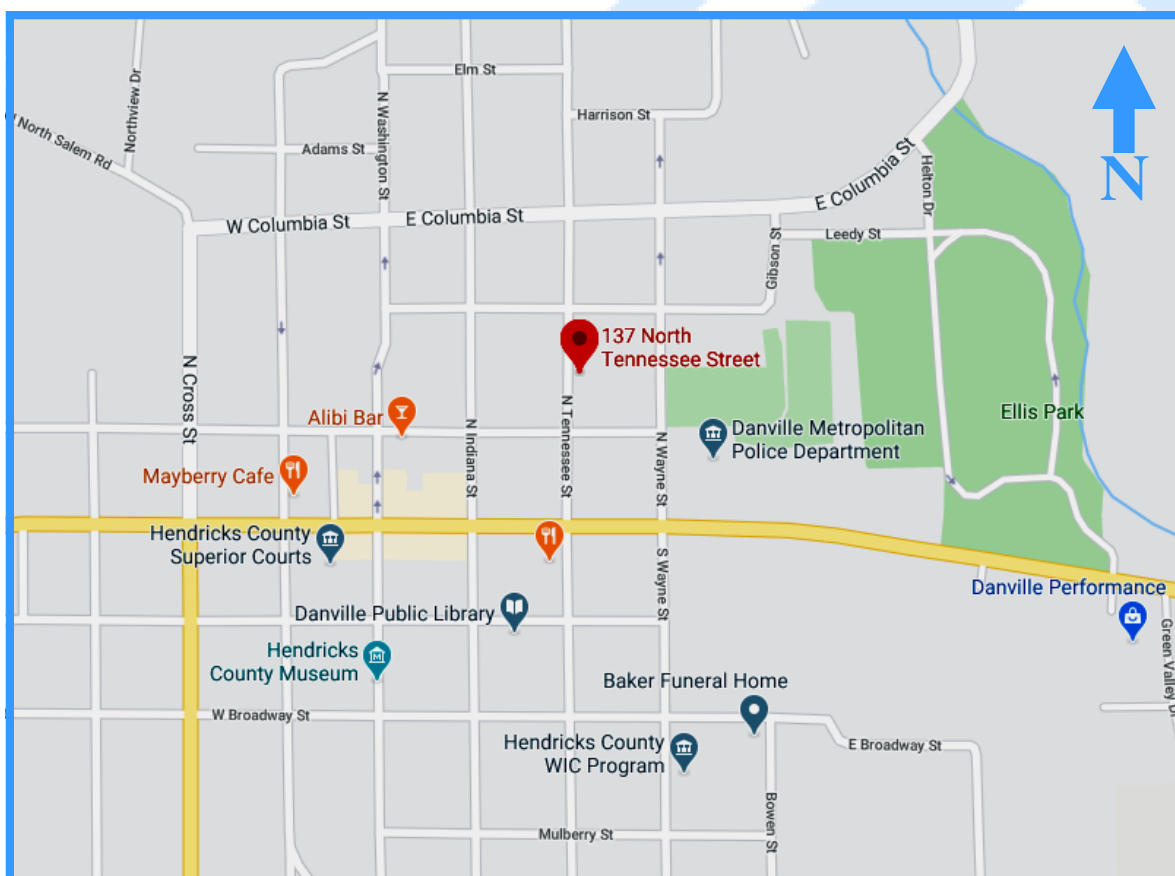 Elm St
Northview Dr
N Washington St
Harrison St
North Salem Rd
Adams St
E Columbia St
Helton Dr
N
W Columbia St
E Columbia St
Leedy St
Gibson St
137 North
Tennessee Street
N Cross St
Alibi Bar
N Tennessee St
Ellis Park
N Indiana St
N Wayne St
Danville Metropolitan
Police Department
Mayberry Cafe
Hendricks County
Superior Courts
S Wayne St
Danville Performance
Danville Public Library
Green Valley Dr
Hendricks
County Museum
Baker Funeral Home
W Broadway St
Hendricks County
WIC Program
E Broadway St
Bowen St
Mulberry St